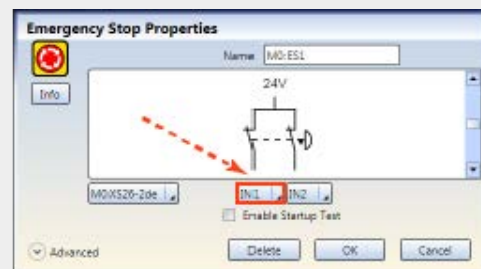 Emergency Stop Properties
Name M0:ES1
Info
24V
M0:XS26-2de IN1 IN2
Enable Startup Test
Advanced Delete OK Cancel